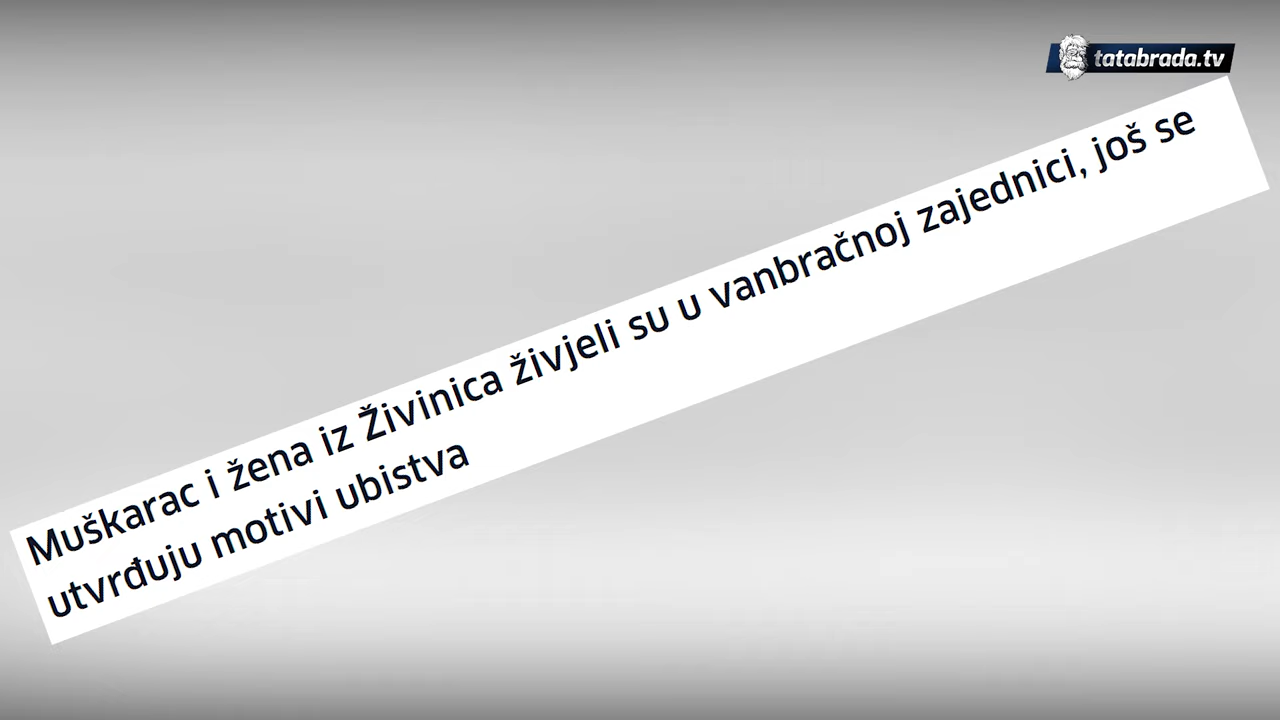 tatabrada.tv
Muškarac i žena iz Živinica živjeli su u vanbračnoj zajednici, još se
utvrđuju motivi ubistva